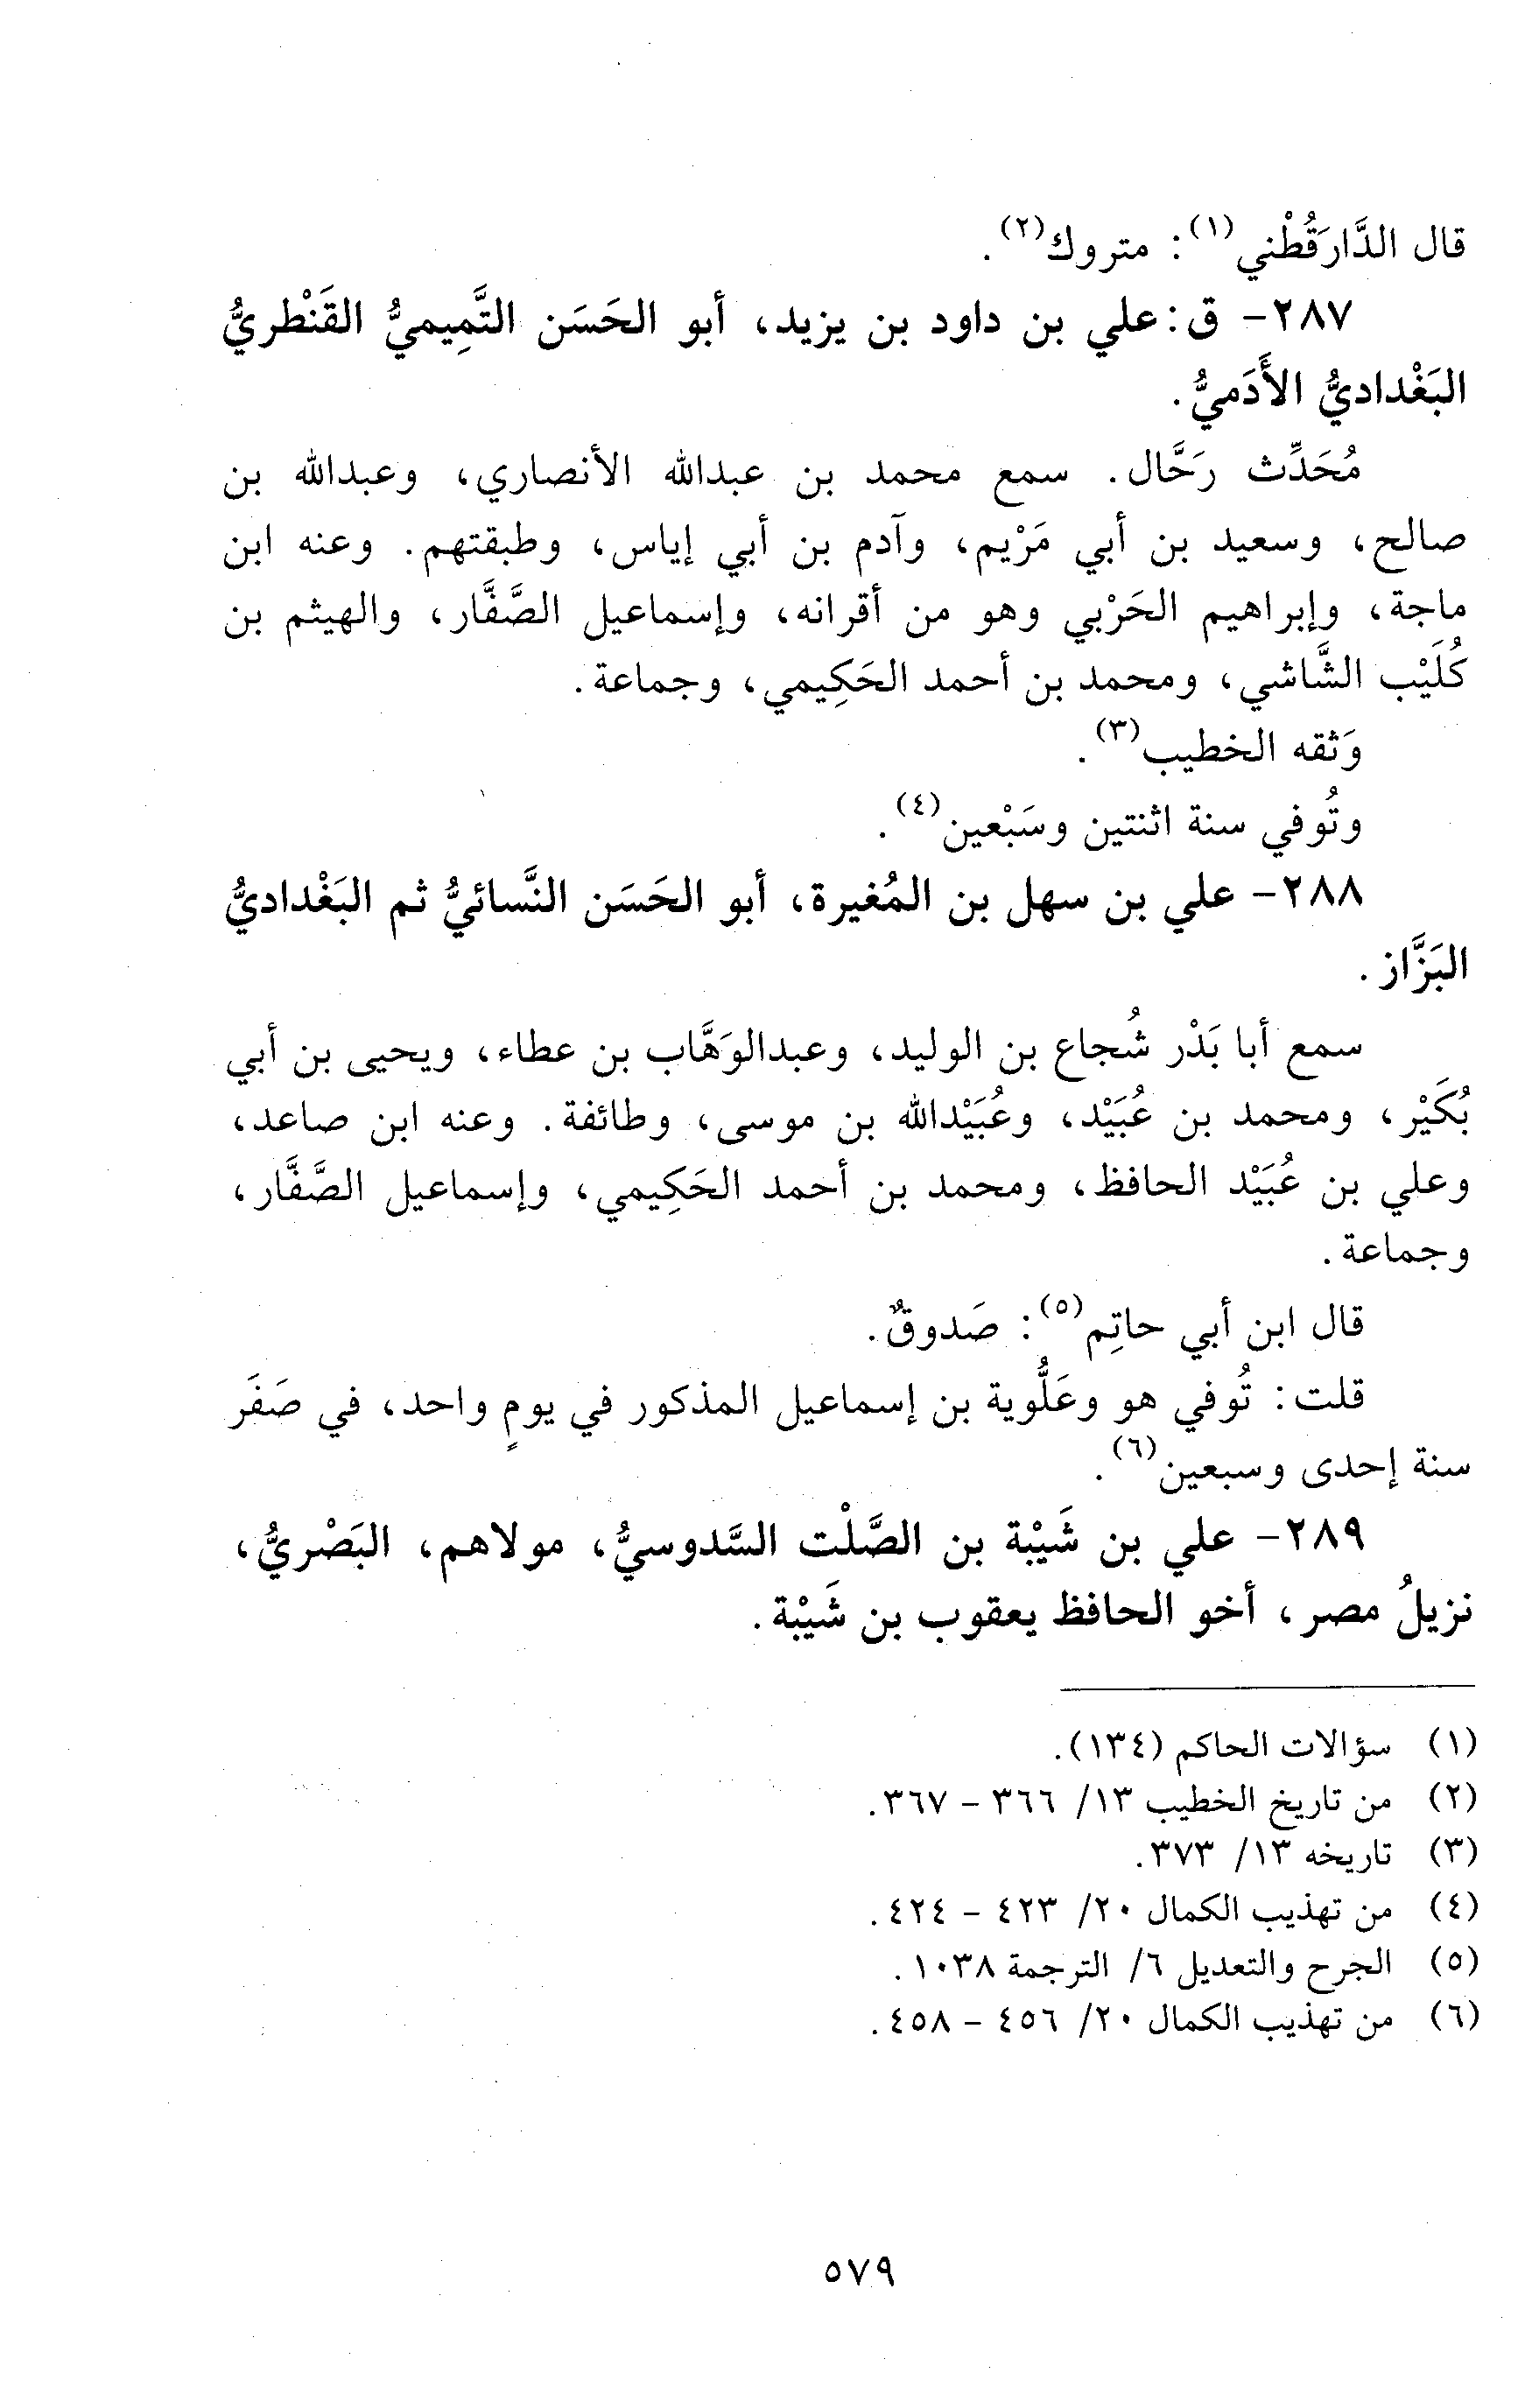 قال الدَّارَقُطْني(١): متروك(٢).
٢٨٧- ق: علي بن داود بن يزيد، أبو الحَسَن التَّمِيميُّ القَنْطريُّ
البَغْداديُّ الأَدَميُّ.
مُحَدِّث رَحَّال. سمع محمد بن عبدالله الأنصاري، وعبدالله بن
صالح، وسعيد بن أبي مَرْيم، وآدم بن أبي إياس، وطبقتهم. وعنه ابن
ماجة، وإبراهيم الحَرْبي وهو من أقرانه، وإسماعيل الصَّفَّار، والهيثم بن
كُلَيْب الشَّاشي، ومحمد بن أحمد الحَكِيمي، وجماعة.
وَثقه الخطيب(٣).
وتُوفي سنة اثنتين وسَبْعين(٤).
٢٨٨- علي بن سهل بن المُغيرة، أبو الحَسَن النَّسائيُّ ثم البَغْداديُّ
البَزَّاز.
سمع أبا بَدْر شُجاع بن الوليد، وعبدالوَهَّاب بن عطاء، ويحيى بن أبي
بُكَيْر، ومحمد بن عُبَيْد، وعُبَيْدالله بن موسى، وطائفة. وعنه ابن صاعد،
وعلي بن عُبَيْد الحافظ، ومحمد بن أحمد الحَكِيمي، وإسماعيل الصَّفَّار،
وجماعة.
قال ابن أبي حاتِم(٥): صَدوقٌ.
قلت: تُوفي هو وعَلُّوية بن إسماعيل المذكور في يومٍ واحد، في صَفَر
سنة إحدى وسبعين(٦).
٢٨٩- علي بن شَيْبة بن الصَّلْت السَّدوسيُّ، مولاهم، البَصْريُّ،
نزيلُ مصر، أخو الحافظ يعقوب بن شَيْبة.
(١) سؤالات الحاكم (١٣٤).
(٢) من تاريخ الخطيب ١٣/ ٣٦٦ - ٣٦٧.
(٣) تاريخه ١٣/ ٣٧٣.
(٤) من تهذيب الكمال ٢٠/ ٤٢٣ - ٤٢٤.
(٥) الجرح والتعديل ٦/ الترجمة ١٠٣٨.
(٦) من تهذيب الكمال ٢٠/ ٤٥٦ - ٤٥٨.
٥٧٩